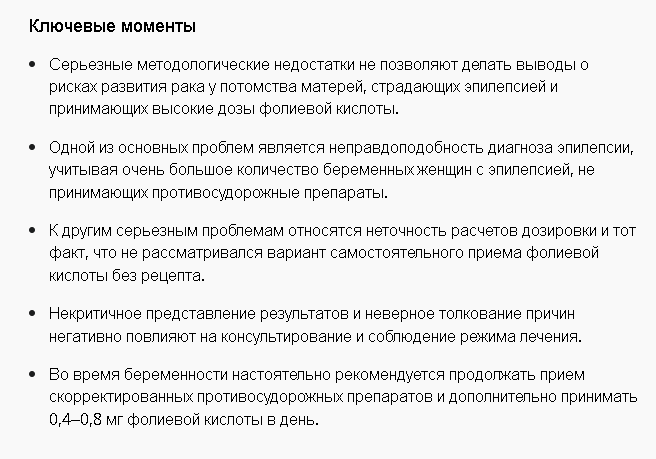 Ключевые моменты
• Серьезные методологические недостатки не позволяют делать выводы о
рисках развития рака у потомства матерей, страдающих эпилепсией и
принимающих высокие дозы фолиевой кислоты.
• Одной из основных проблем является неправдоподобность диагноза эпилепсии,
учитывая очень большое количество беременных женщин с эпилепсией, не
принимающих противосудорожные препараты.
• К другим серьезным проблемам относятся неточность расчетов дозировки и тот
факт, что не рассматривался вариант самостоятельного приема фолиевой
кислоты без рецепта.
• Некритичное представление результатов и неверное толкование причин
негативно повлияют на консультирование и соблюдение режима лечения.
• Во время беременности настоятельно рекомендуется продолжать прием
скорректированных противосудорожных препаратов и дополнительно принимать
0,4–0,8 мг фолиевой кислоты в день.